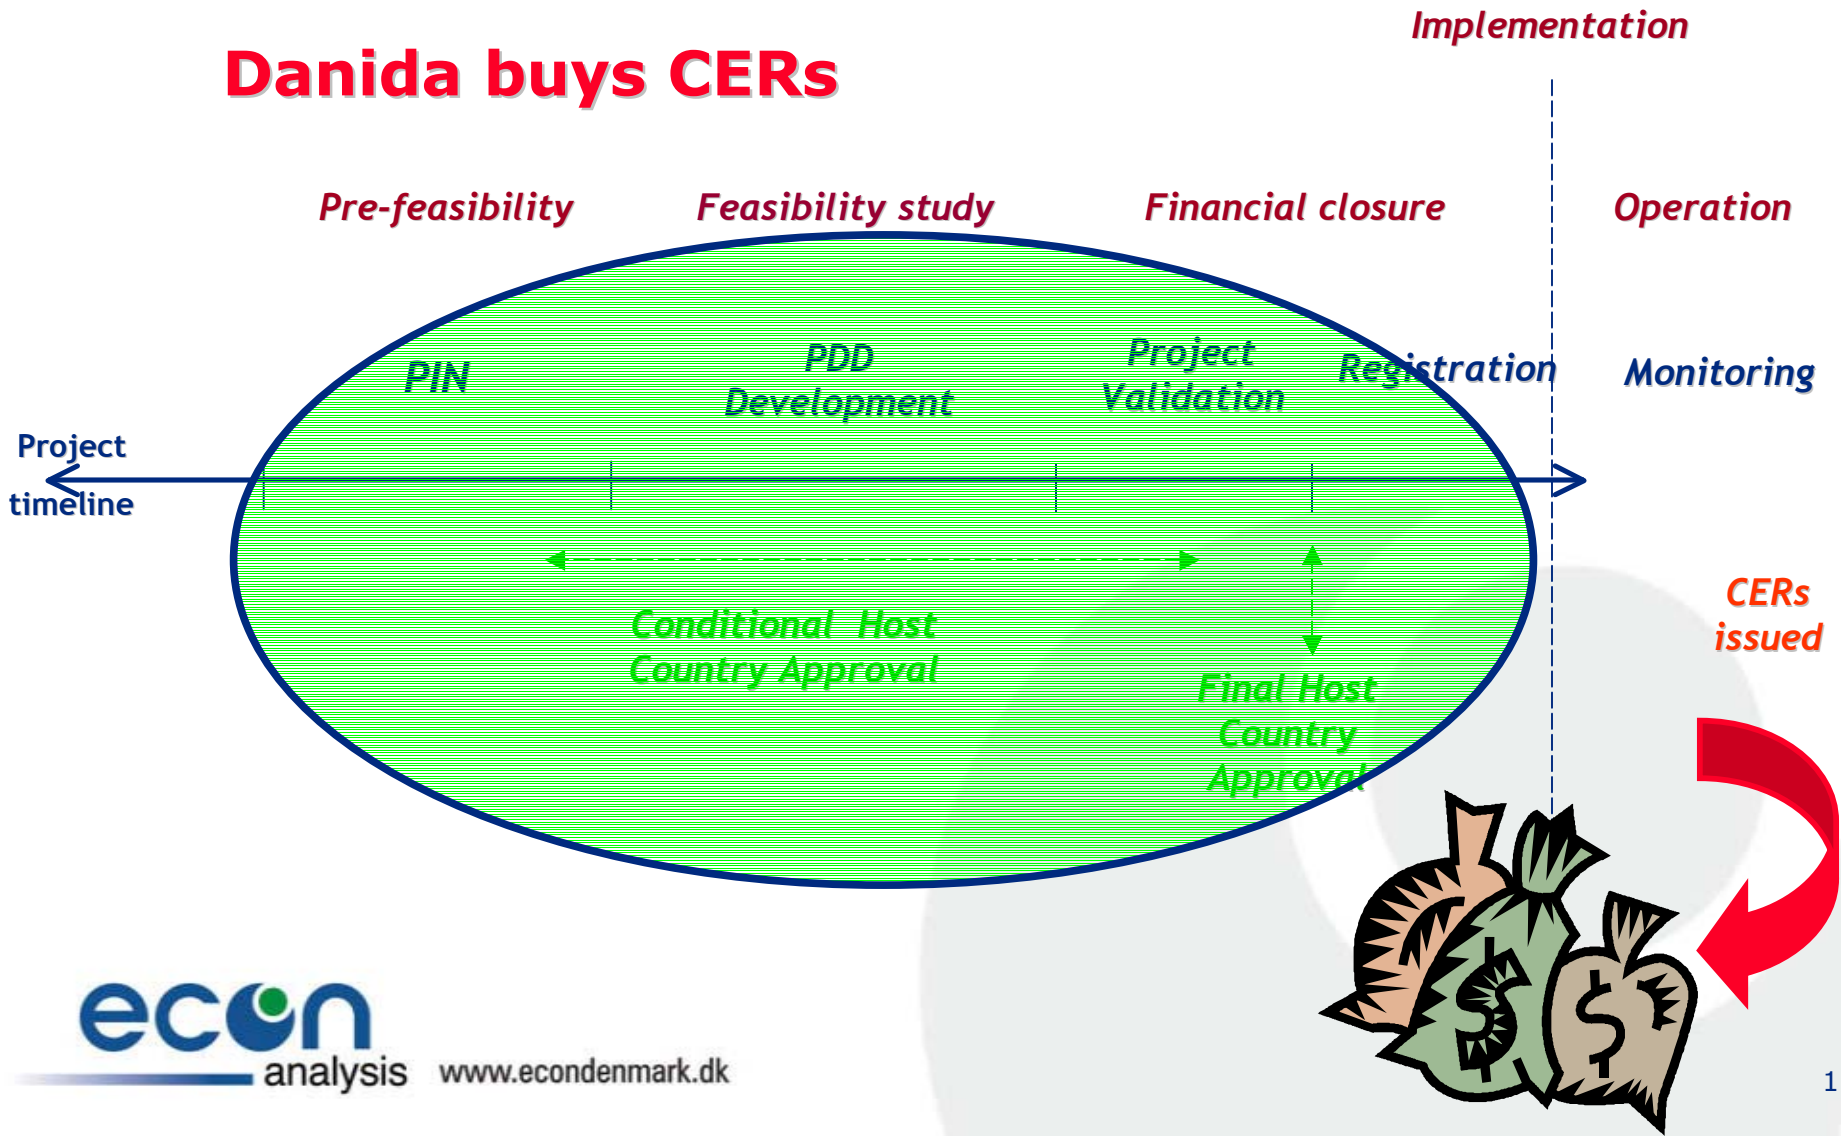 Implementation
Danida buys CERs
Pre-feasibility
Feasibility study
Financial closure
Operation
PIN
PDD
Development
Project
Validation
Registration
Monitoring
Project
timeline
Conditional Host
Country Approval
Final Host
Country
Approval
CERs
issued
$
$
econ
analysis
www.econdenmark.dk
1